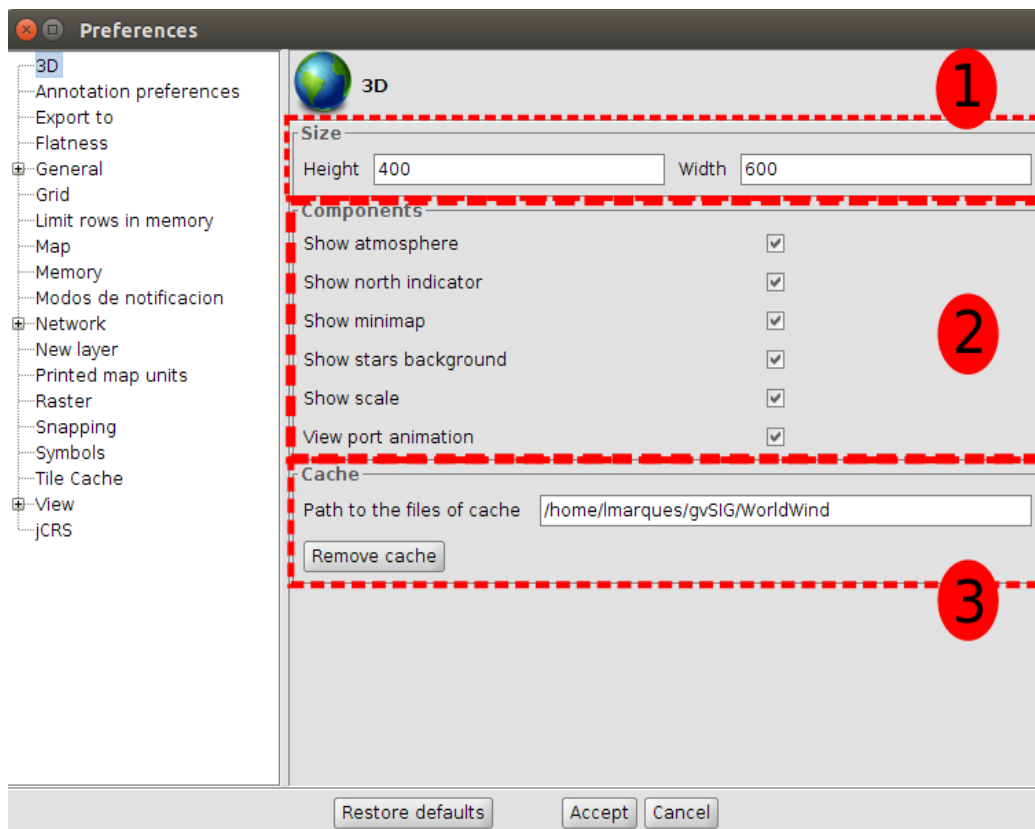 Preferences
3D
Annotation preferences
Export to
Flatness
General
Grid
Limit rows in memory
Map
Memory
Modos de notificacion
Network
New layer
Printed map units
Raster
Snapping
Symbols
Tile Cache
View
jCRS
3D
1
Size
Height 400 Width 600
Components
Show atmosphere
Show north indicator
Show minimap
Show stars background
Show scale
View port animation
2
Cache
Path to the files of cache /home/lmarques/gvSIG/WorldWind
Remove cache
3
Restore defaults Accept Cancel